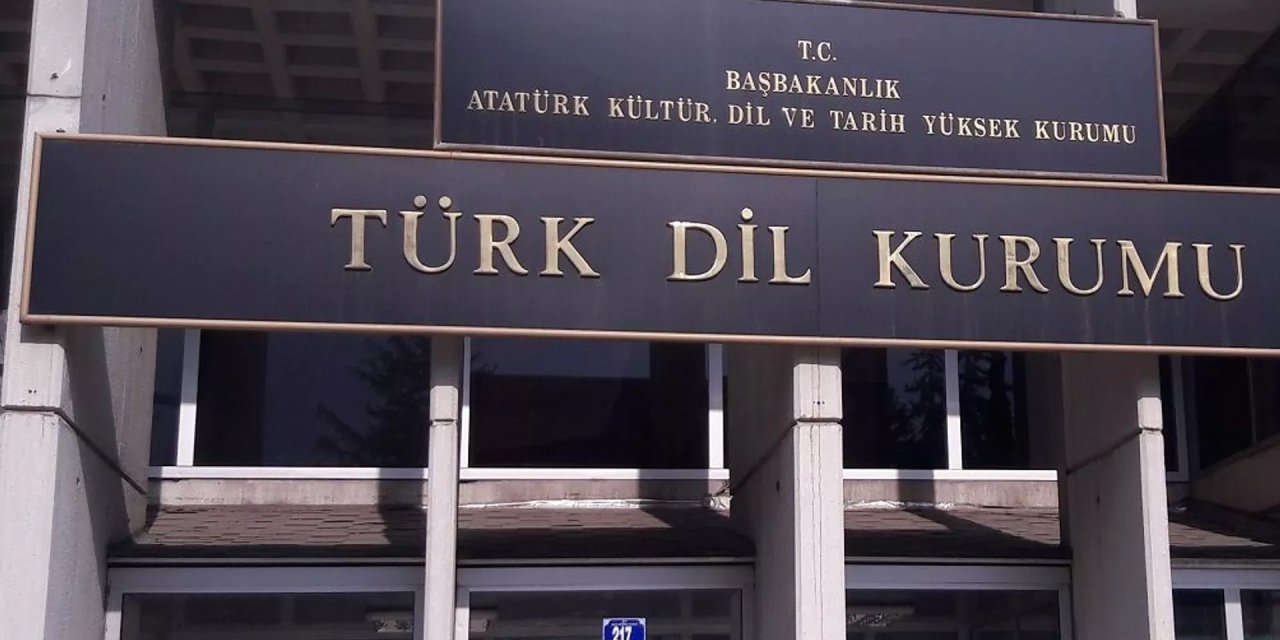 T.C.
BAŞBAKANLIK
ATATÜRK KÜLTÜR, DİL VE TARİH YÜKSEK KURUMU
TÜRK DİL KURUMU
217